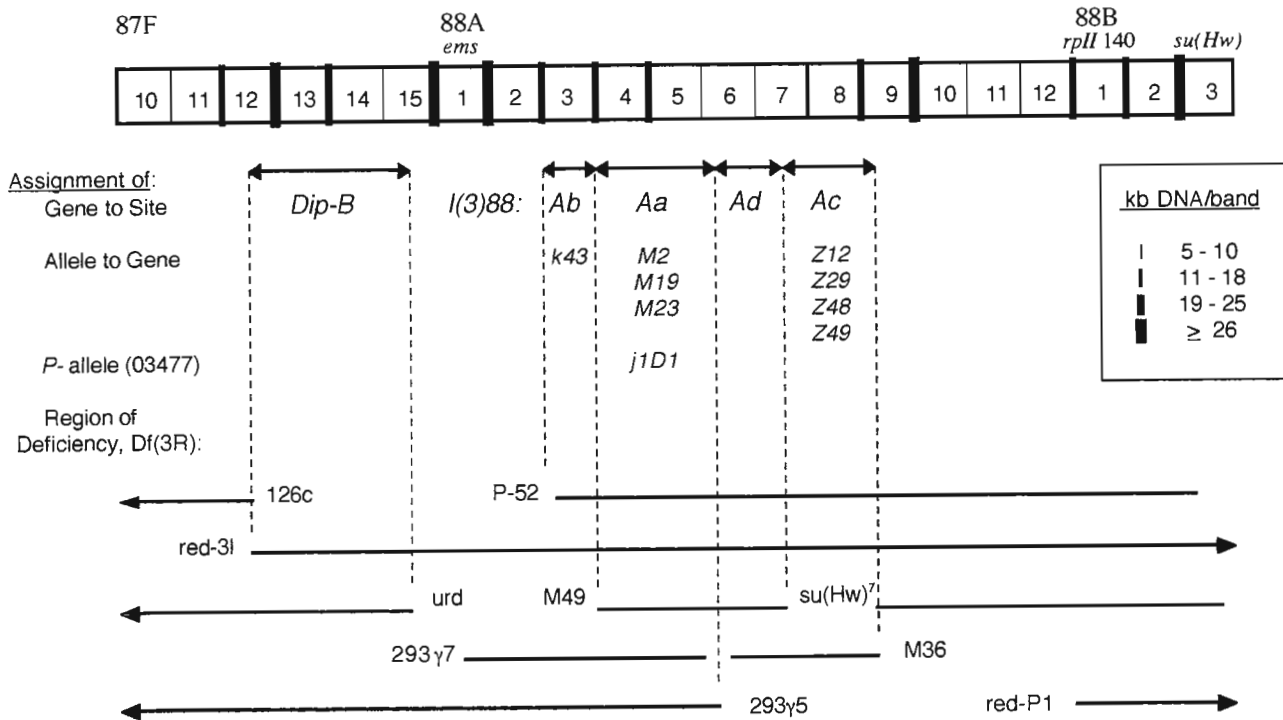 87F 88A 88B
ems rpII 140 su(Hw)
10 11 12 13 14 15 1 2 3 4 5 6 7 8 9 10 11 12 1 2 3
Assignment of:
Gene to Site Dip-B l(3)88: Ab Aa Ad Ac
Allele to Gene k43 M2 Z12
M19 Z29
M23 Z48
Z49
P- allele (03477) j1D1
Region of
Deficiency, Df(3R):
kb DNA/band
5 - 10
11 - 18
19 - 25
≥ 26
126c P-52
red-3l
urd M49 su(Hw)⁷
293γ7 M36
293γ5 red-P1